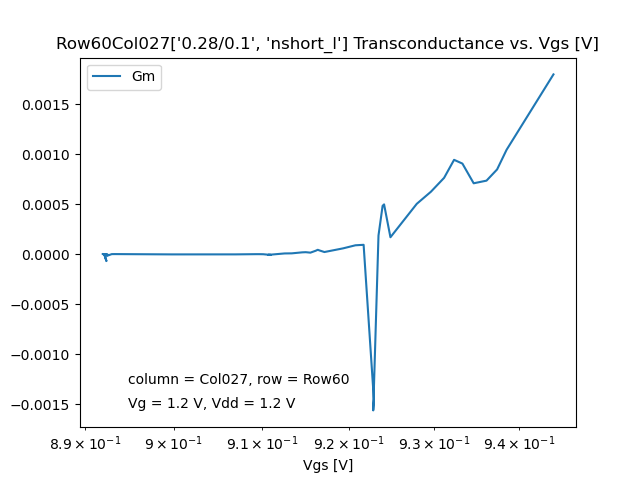 Row60Col027['0.28/0.1', 'nshort_l'] Transconductance vs. Vgs [V]
Gm
0.0015
0.0010
0.0005
0.0000
−0.0005
−0.0010
−0.0015
column = Col027, row = Row60
Vg = 1.2 V, Vdd = 1.2 V
8.9 × 10⁻¹ 9 × 10⁻¹ 9.1 × 10⁻¹ 9.2 × 10⁻¹ 9.3 × 10⁻¹ 9.4 × 10⁻¹
Vgs [V]